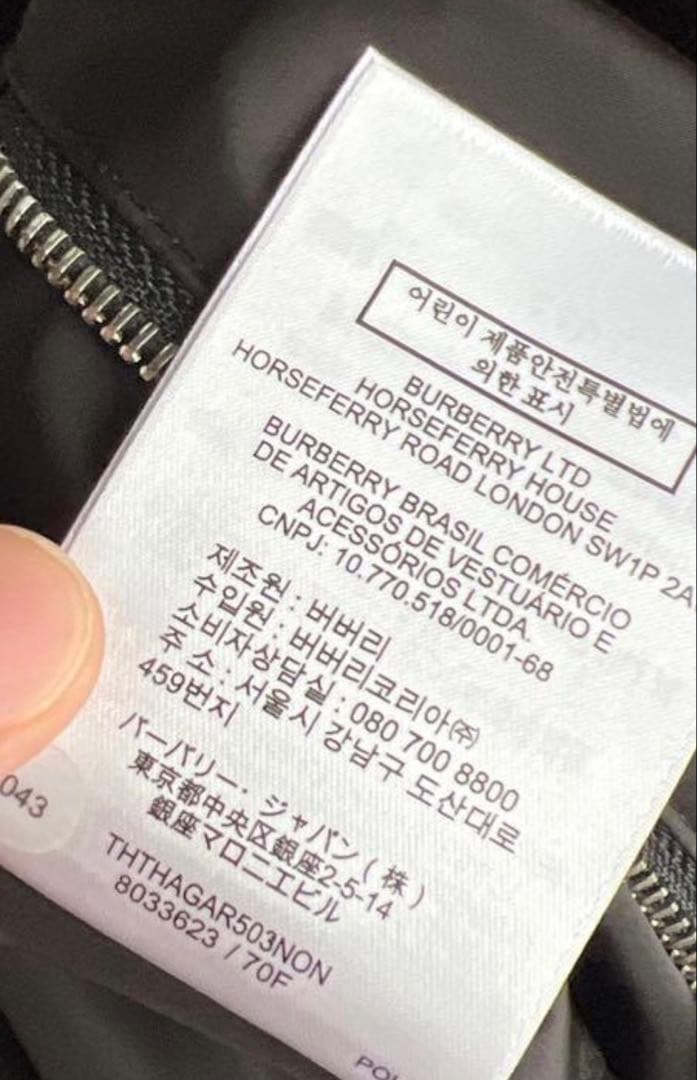 어린이 제품안전특별법에
의한 표시
BURBERRY LTD
HORSEFERRY HOUSE
HORSEFERRY ROAD LONDON SW1P 2A
BURBERRY BRASIL COMÉRCIO
DE ARTIGOS DE VESTUÁRIO E
ACESSÓRIOS LTDA.
CNPJ: 10.770.518/0001-68
제조원 : 버버리
수입원 : 버버리코리아㈜
소비자상담실 : 080 700 8800
주 소 : 서울시 강남구 도산대로
459번지
バーバリー・ジャパン(株)
東京都中央区銀座2-5-14
銀座マロニエビル
THTHAGAR503NON
8033623 / 70F
043